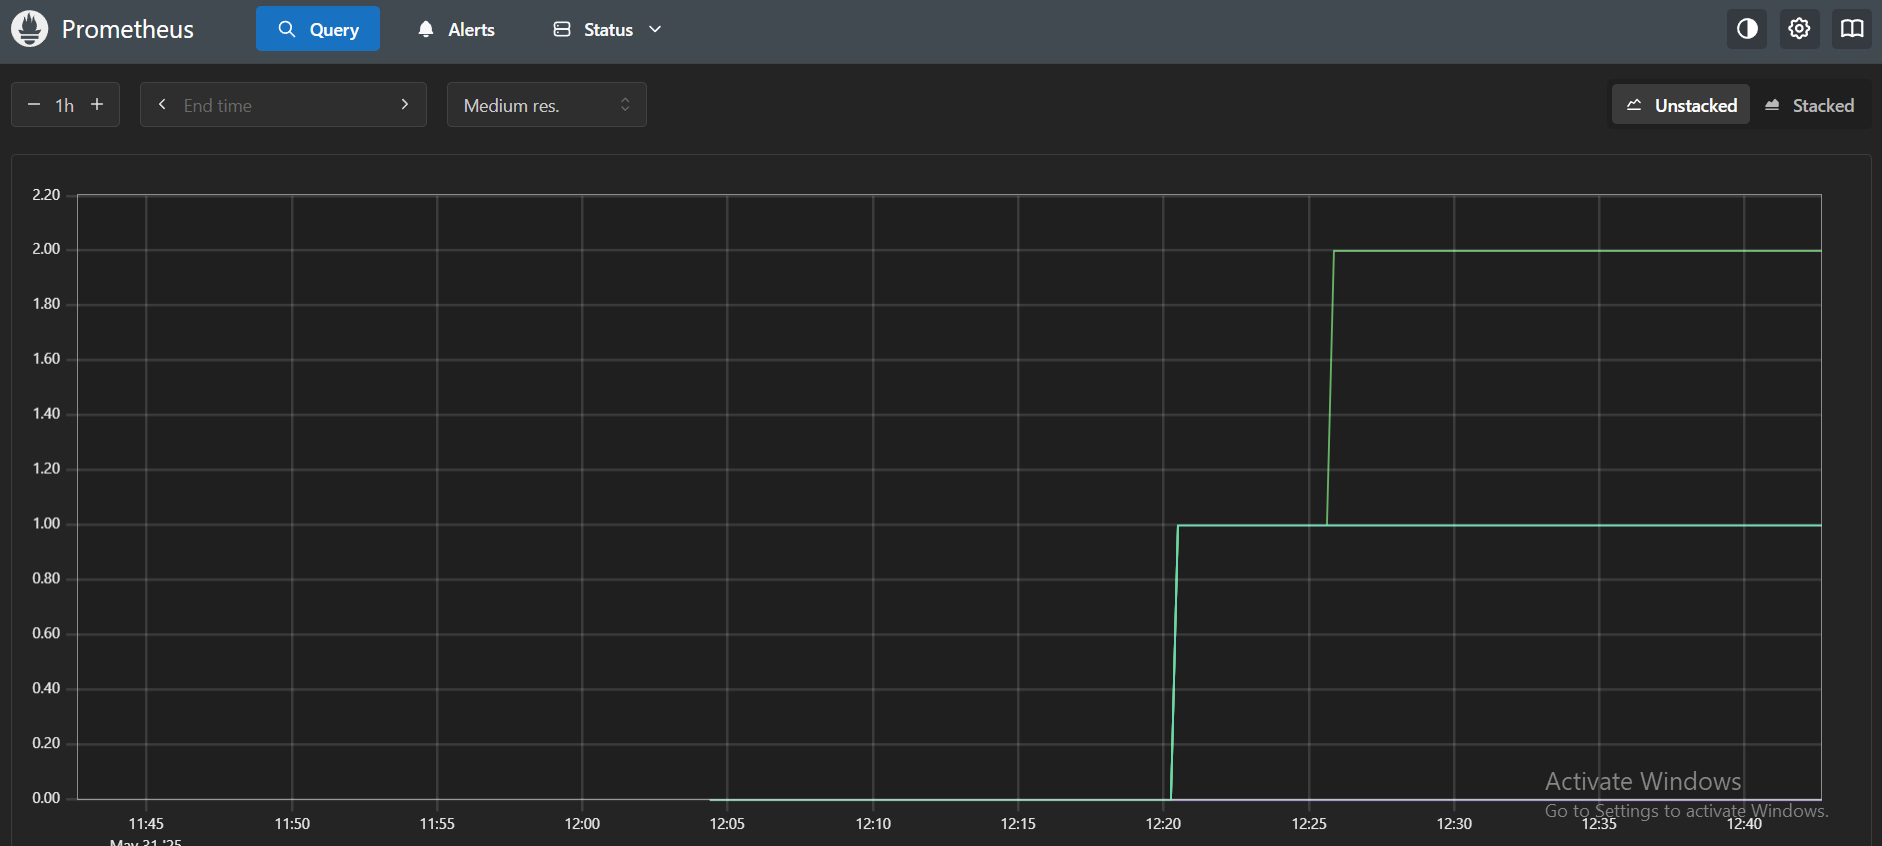 Prometheus Query Alerts Status
1h End time Medium res. Unstacked Stacked
2.20
2.00
1.80
1.60
1.40
1.20
1.00
0.80
0.60
0.40
0.20
0.00
11:45 11:50 11:55 12:00 12:05 12:10 12:15 12:20 12:25 12:30 12:35 12:40
May 31 '25
Activate Windows
Go to Settings to activate Windows.